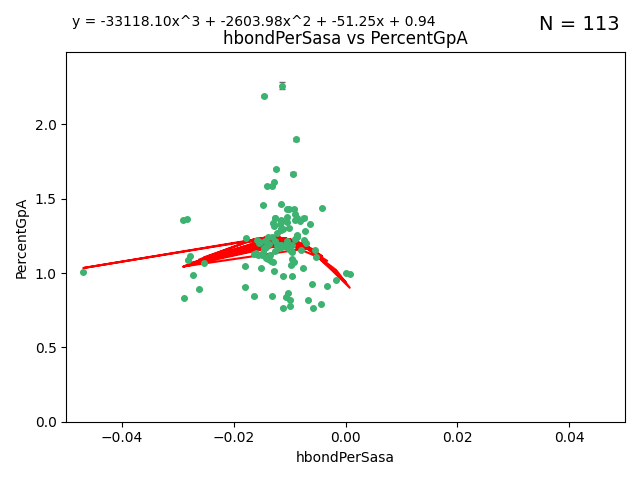 y = -33118.10x^3 + -2603.98x^2 + -51.25x + 0.94
N = 113
hbondPerSasa vs PercentGpA
PercentGpA
2.0
1.5
1.0
0.5
0.0
−0.04 −0.02 0.00 0.02 0.04
hbondPerSasa